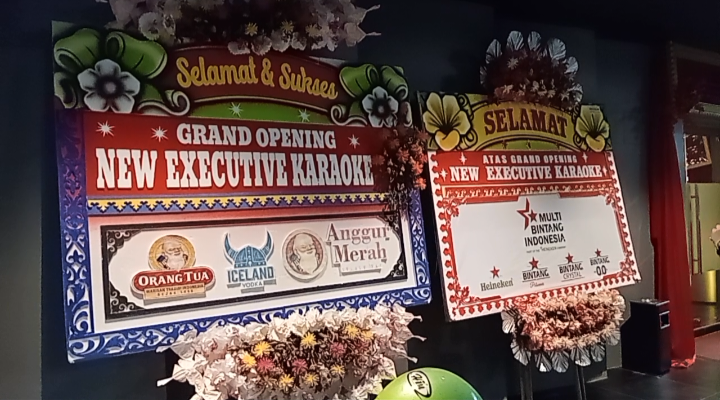 Selamat & Sukses
GRAND OPENING
NEW EXECUTIVE KARAOKE
ORANG TUA
ICELAND
VODKA
Anggur
Merah
SELAMAT
ATAS GRAND OPENING
NEW EXECUTIVE KARAOKE
MULTI
BINTANG
INDONESIA
Heineken
BINTANG
Pilsener
BINTANG
CRYSTAL
BINTANG
0.0